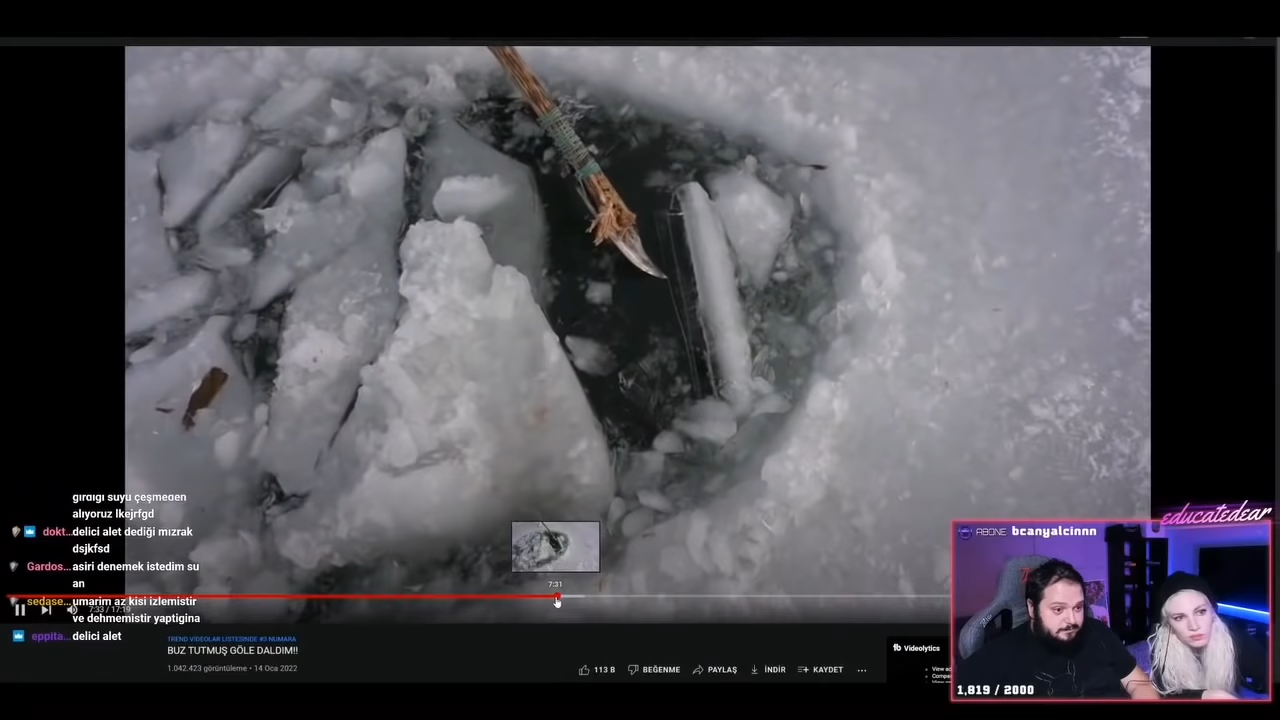 gırdıgı suyu çeşmeden
alıyoruz lkejrfgd
dokt... delici alet dediği mızrak
dsjkfsd
Gardos... asiri denemek istedim su
an
sedase... umarim az kisi izlemistir
ve dehmemistir yaptigina
eppita... delici alet
7:31
7:33 / 17:19
TREND VIDEOLAR LISTESINDE #3 NUMARA
BUZ TUTMUŞ GÖLE DALDIM!!
1.042.423 görüntüleme • 14 Oca 2022
113 B BEĞENME PAYLAŞ İNDİR KAYDET ...
Videolytics
educatedear
ABONE bcanyalcinnn
1,819 / 2000